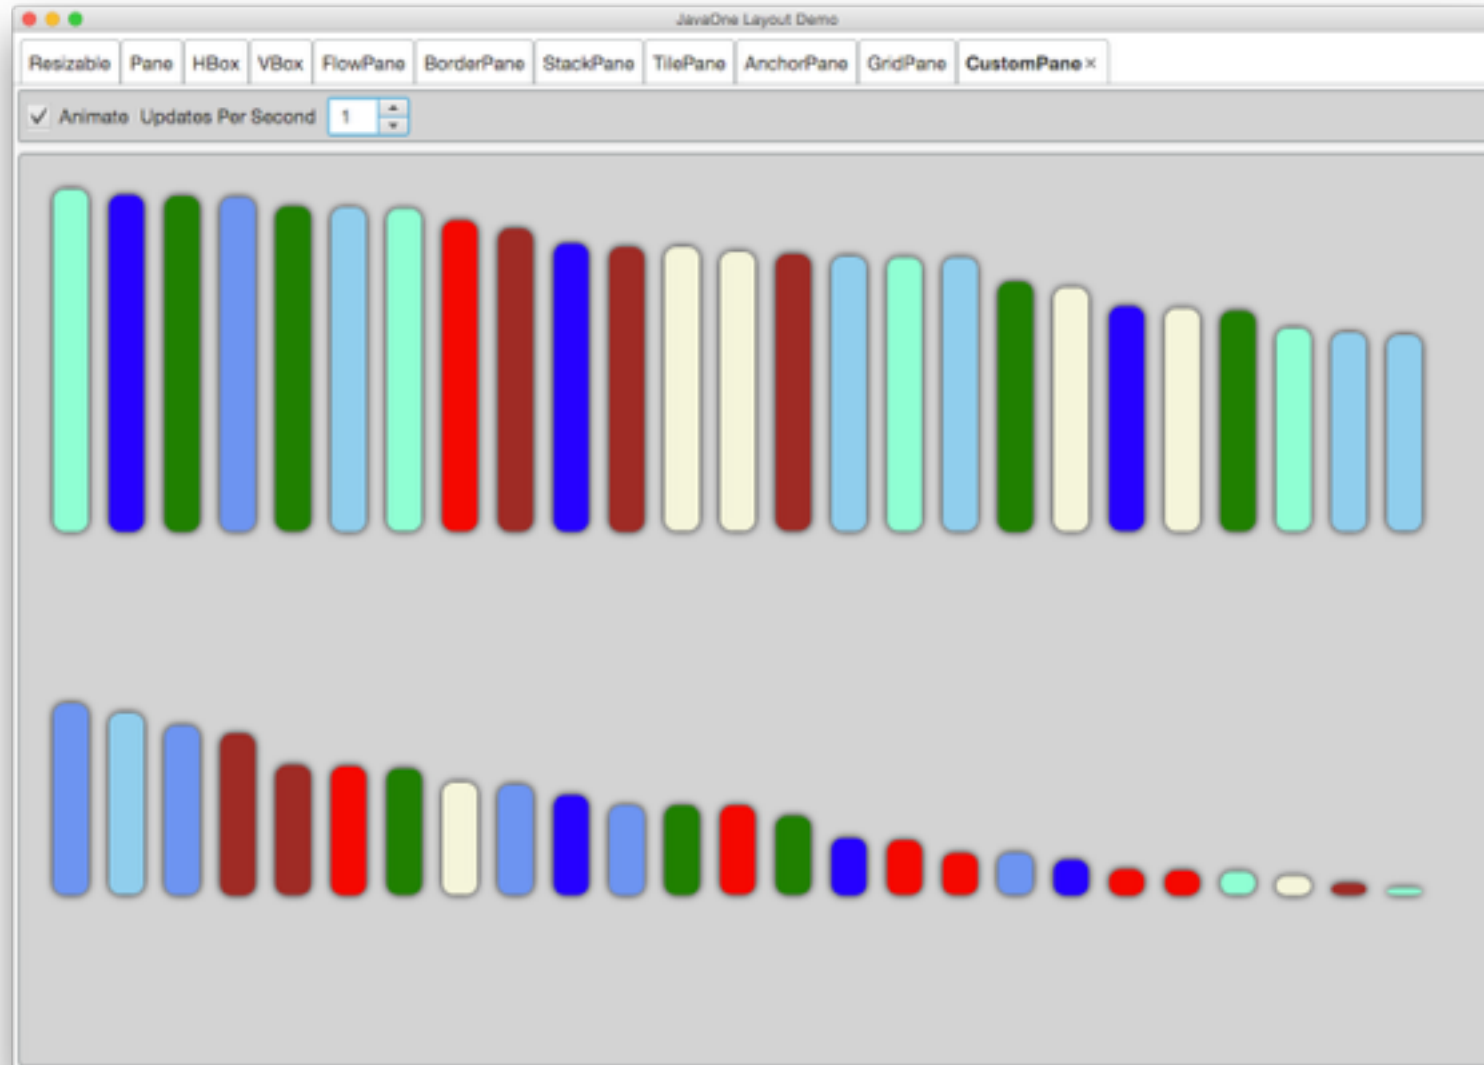 JavaOne Layout Demo
Resizable Pane HBox VBox FlowPane BorderPane StackPane TilePane AnchorPane GridPane CustomPane ×
Animate Updates Per Second 1